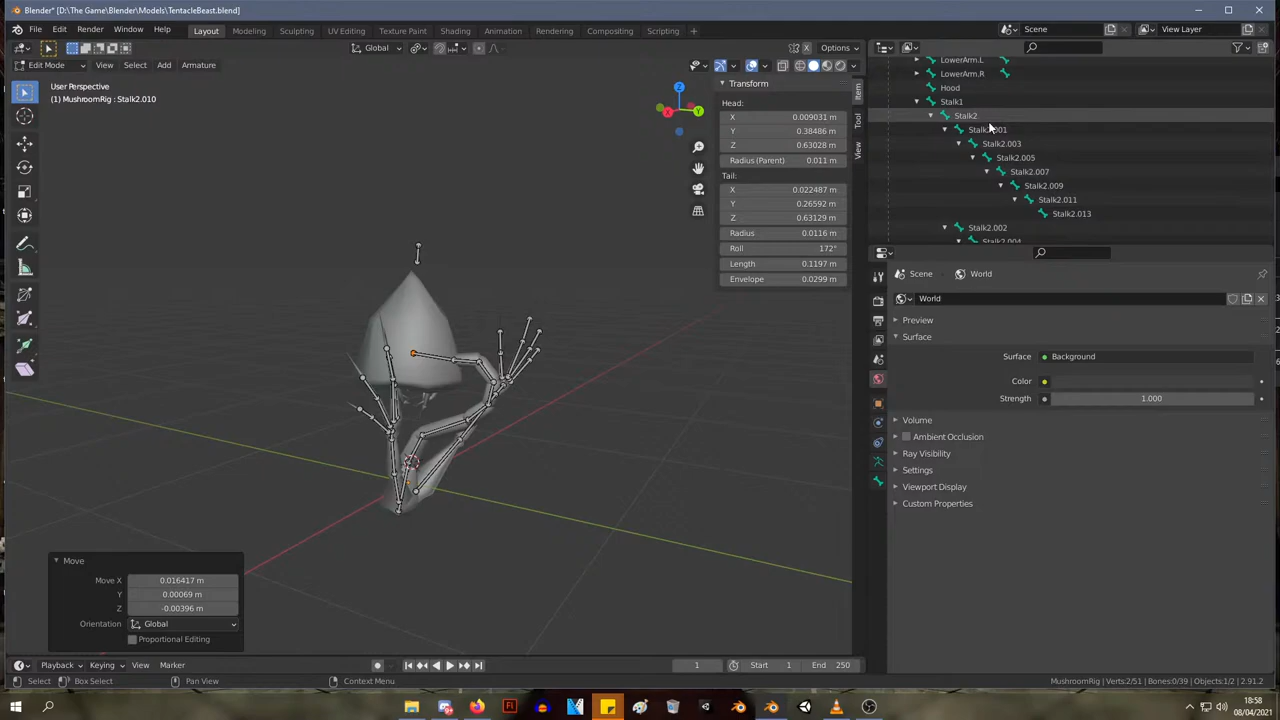 Blender* [D:\The Game\Blender\Models\TentacleBeast.blend]
File Edit Render Window Help
Layout Modeling Sculpting UV Editing Texture Paint Shading Animation Rendering Compositing Scripting +
Scene View Layer
Global Options
Edit Mode View Select Add Armature
User Perspective
(1) MushroomRig : Stalk2.010
Transform
Head:
X 0.009031 m
Y 0.38486 m
Z 0.63028 m
Radius (Parent) 0.011 m
Tail:
X 0.022487 m
Y 0.26592 m
Z 0.63129 m
Radius 0.0116 m
Roll 172°
Length 0.1197 m
Envelope 0.0299 m
Item
Tool
View
X
Y
Z
LowerArm.L
LowerArm.R
Hood
Stalk1
Stalk2
Stalk2.001
Stalk2.003
Stalk2.005
Stalk2.007
Stalk2.009
Stalk2.011
Stalk2.013
Stalk2.002
Stalk2.004
Scene World
World
Preview
Surface
Surface Background
Color
Strength 1.000
Volume
Ambient Occlusion
Ray Visibility
Settings
Viewport Display
Custom Properties
Move
Move X 0.016417 m
Y 0.00069 m
Z -0.00396 m
Orientation Global
Proportional Editing
Playback Keying View Marker
1 Start 1 End 250
Select Box Select Pan View Context Menu
MushroomRig | Verts:2/51 | Bones:0/39 | Objects:1/2 | 2.91.2
18:58
08/04/2021